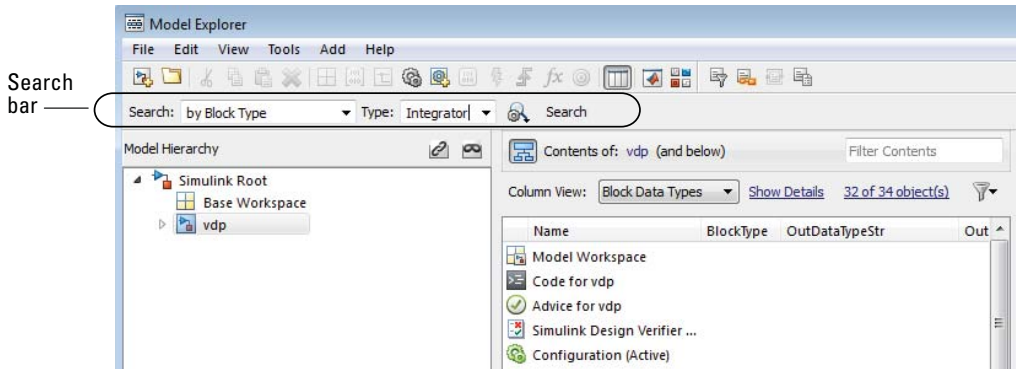 Model Explorer
File Edit View Tools Add Help
fx
Search bar
Search: by Block Type Type: Integrator Search
Model Hierarchy
Simulink Root
Base Workspace
vdp
Contents of: vdp (and below) Filter Contents
Column View: Block Data Types Show Details 32 of 34 object(s)
Name BlockType OutDataTypeStr Out
Model Workspace
Code for vdp
Advice for vdp
Simulink Design Verifier ...
Configuration (Active)